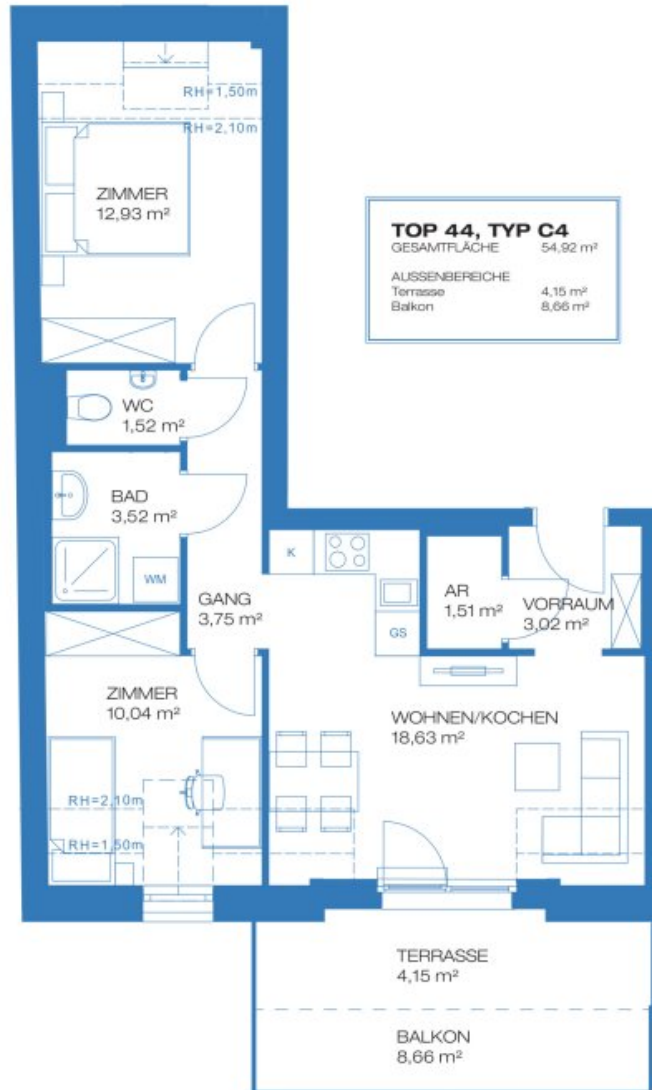 RH=1,50m
RH=2,10m
ZIMMER
12,93 m²
TOP 44, TYP C4
GESAMTFLÄCHE 54,92 m²
AUSSENBEREICHE
Terrasse 4,15 m²
Balkon 8,66 m²
WC
1,52 m²
BAD
3,52 m²
WM
GANG
3,75 m²
K
GS
AR
1,51 m²
VORRAUM
3,02 m²
ZIMMER
10,04 m²
WOHNEN/KOCHEN
18,63 m²
RH=2,10m
RH=1,50m
TERRASSE
4,15 m²
BALKON
8,66 m²